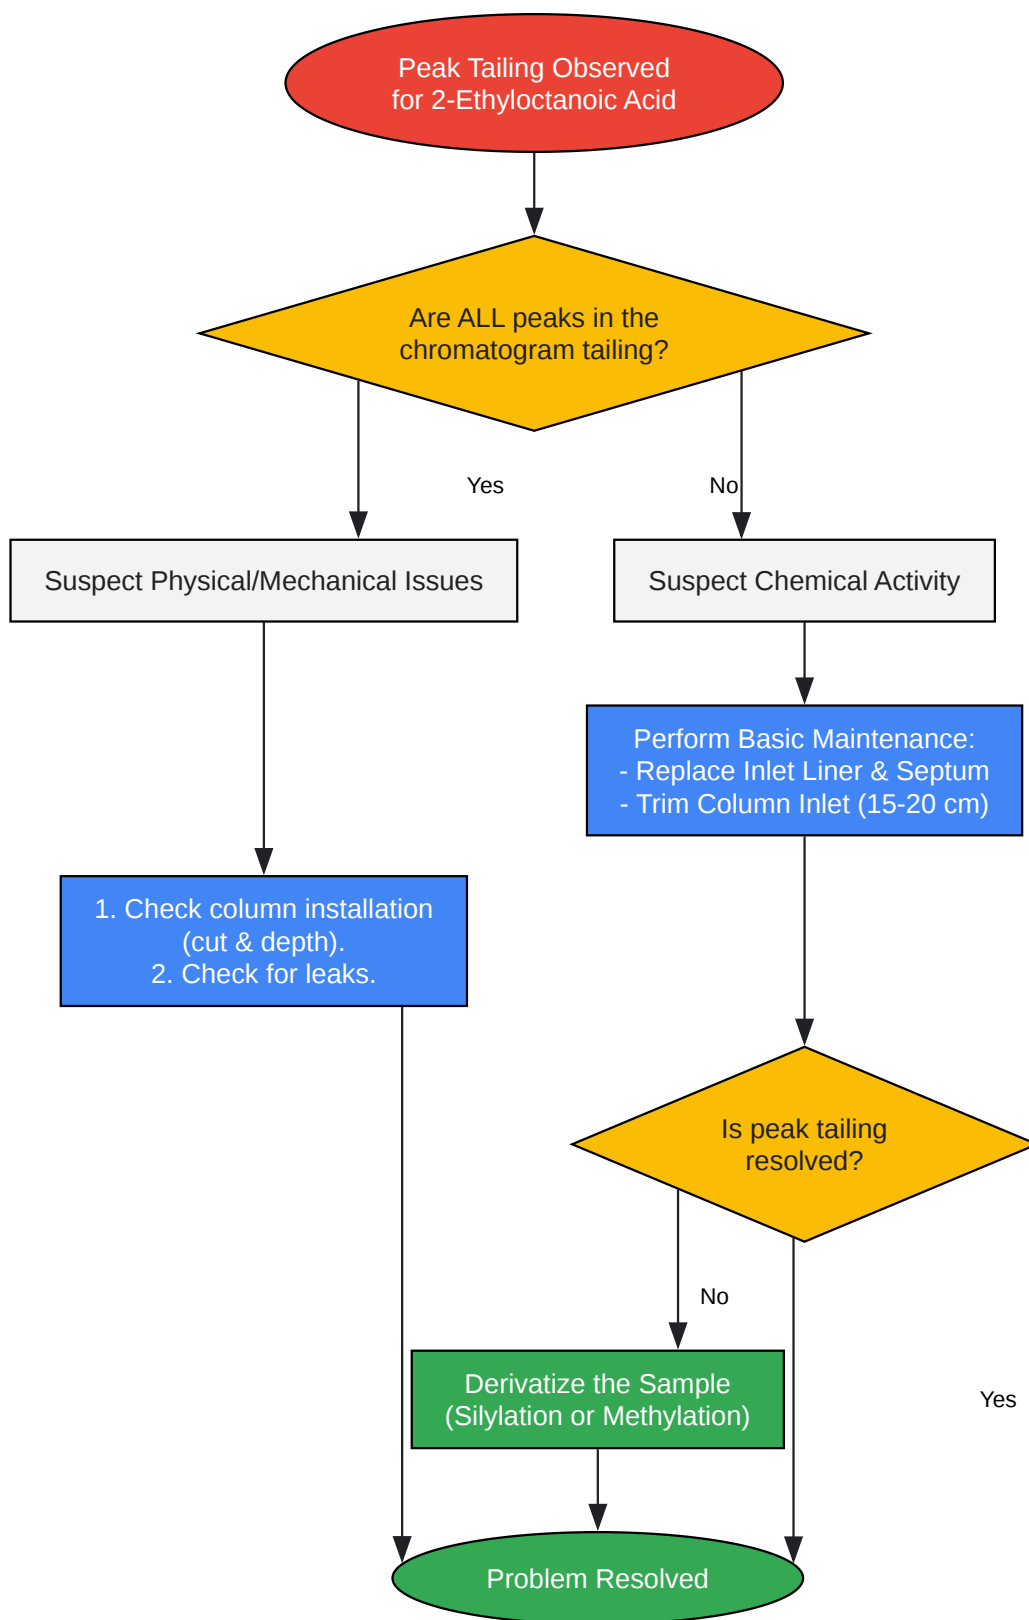 Peak Tailing Observed
for 2-Ethyloctanoic Acid
Are ALL peaks in the
chromatogram tailing?
Yes
No
Suspect Physical/Mechanical Issues
Suspect Chemical Activity
Perform Basic Maintenance:
- Replace Inlet Liner & Septum
- Trim Column Inlet (15-20 cm)
1. Check column installation
(cut & depth).
2. Check for leaks.
Is peak tailing
resolved?
No
Derivatize the Sample
(Silylation or Methylation)
Yes
Problem Resolved